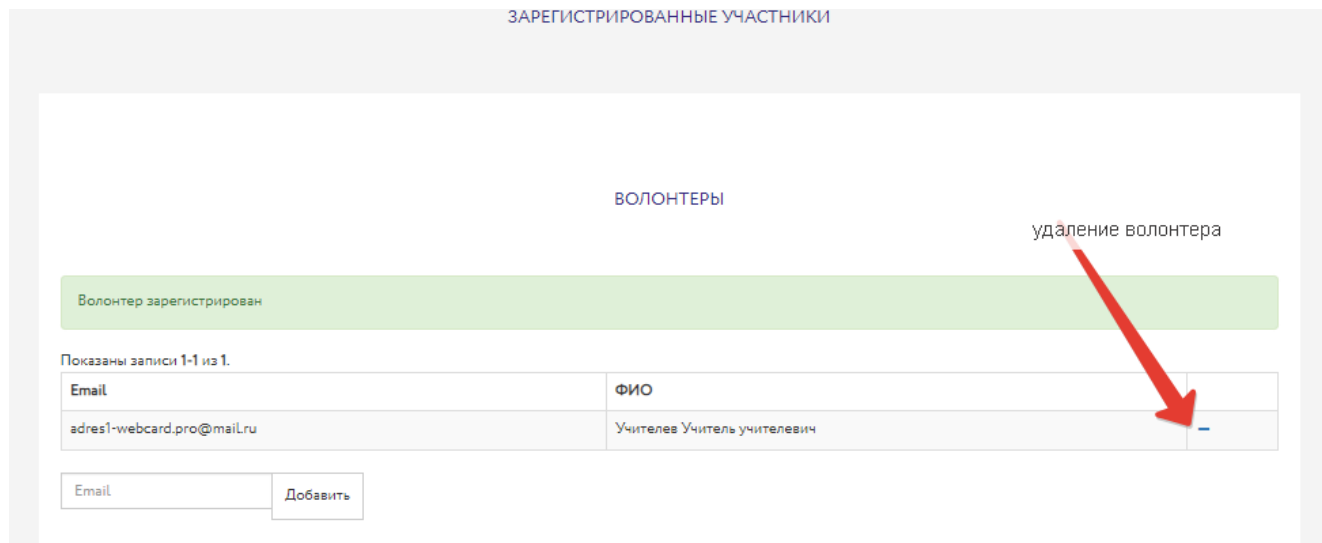 ЗАРЕГИСТРИРОВАННЫЕ УЧАСТНИКИ
ВОЛОНТЕРЫ
удаление волонтера
Волонтер зарегистрирован
Показаны записи 1-1 из 1.
Email ФИО
adres1-webcard.pro@mail.ru Учителев Учитель учителевич
Email Добавить